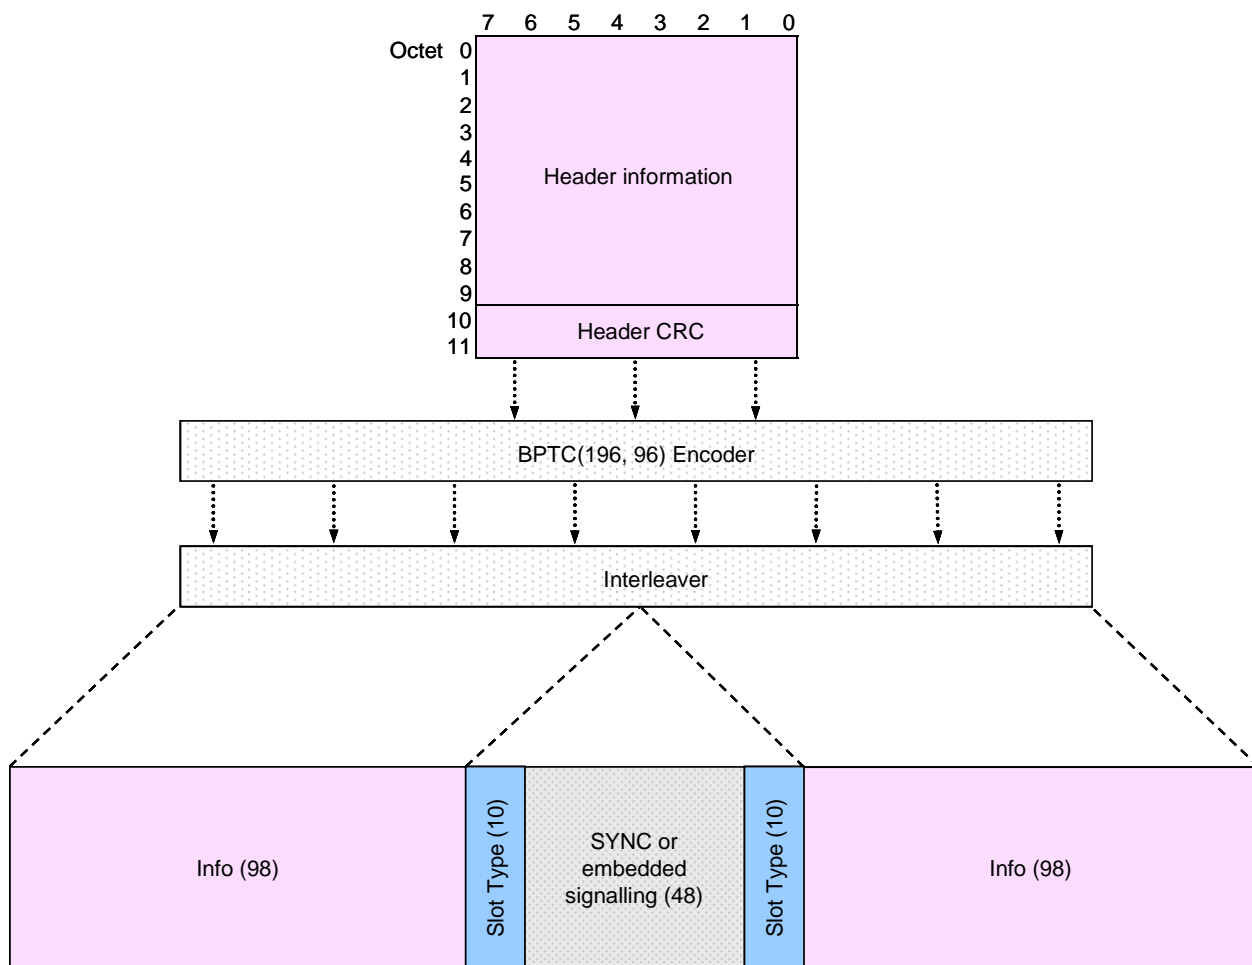 7 6 5 4 3 2 1 0
Octet 0
1
2
3
4
5
6
7
8
9
10
11
Header information
Header CRC
BPTC(196, 96) Encoder
Interleaver
Info (98)
Slot Type (10)
SYNC or
embedded
signalling (48)
Slot Type (10)
Info (98)